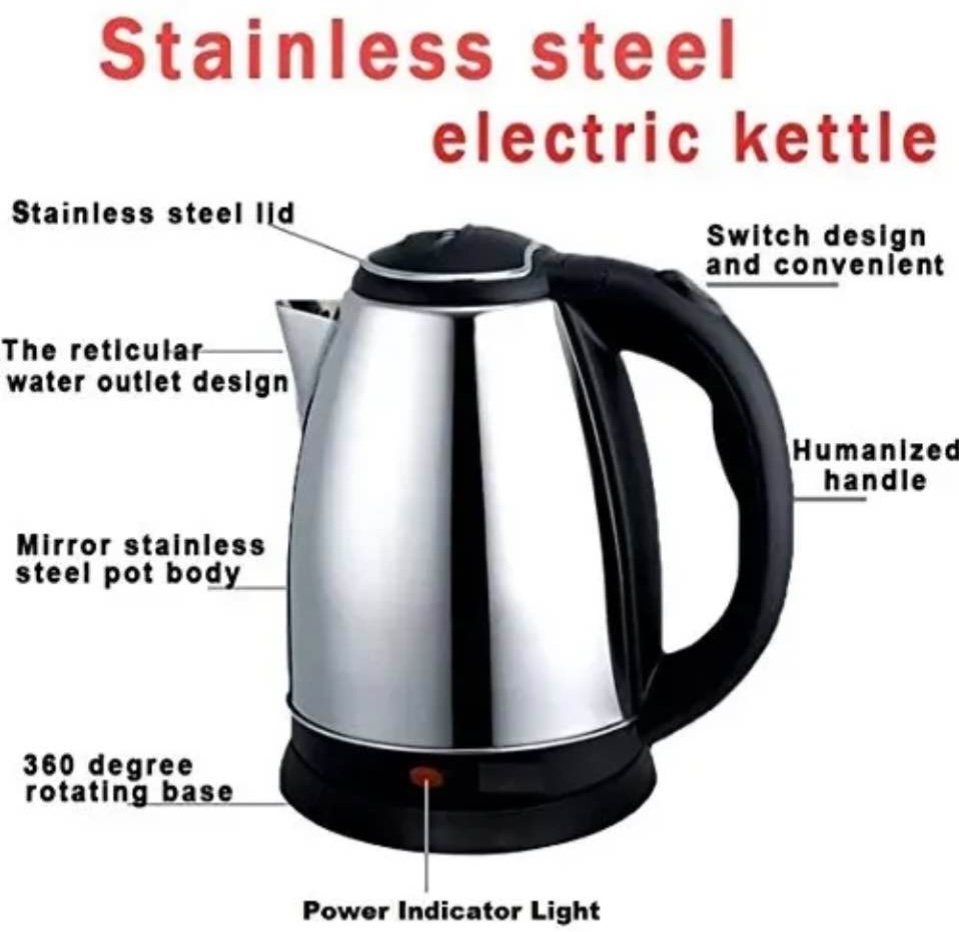 Stainless steel
electric kettle
Stainless steel lid
Switch design
and convenient
The reticular
water outlet design
Humanized
handle
Mirror stainless
steel pot body
360 degree
rotating base
Power Indicator Light